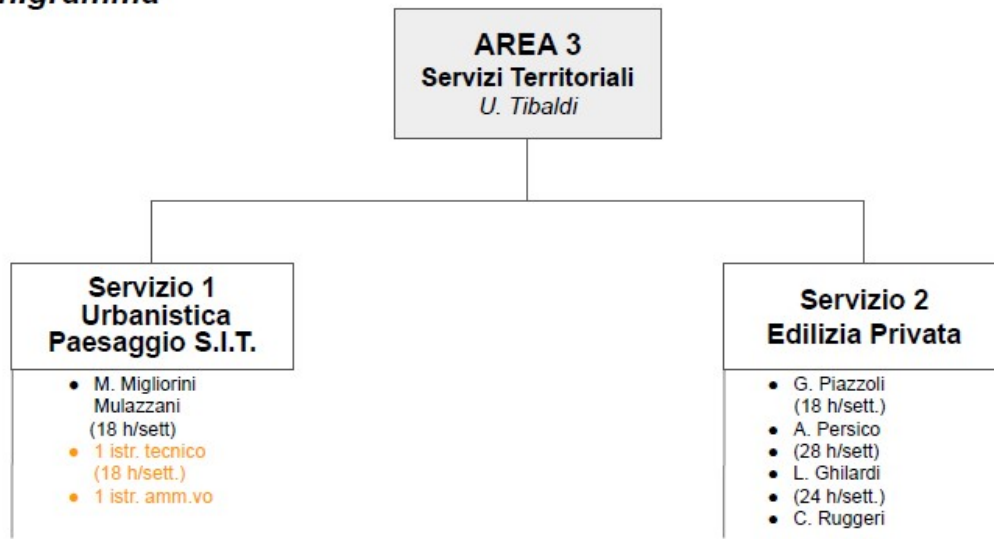 AREA 3
Servizi Territoriali
U. Tibaldi
Servizio 1
Urbanistica
Paesaggio S.I.T.
● M. Migliorini
Mulazzani
(18 h/sett)
● 1 istr. tecnico
(18 h/sett.)
● 1 istr. amm.vo
Servizio 2
Edilizia Privata
● G. Piazzoli
(18 h/sett.)
● A. Persico
● (28 h/sett)
● L. Ghilardi
● (24 h/sett.)
● C. Ruggeri